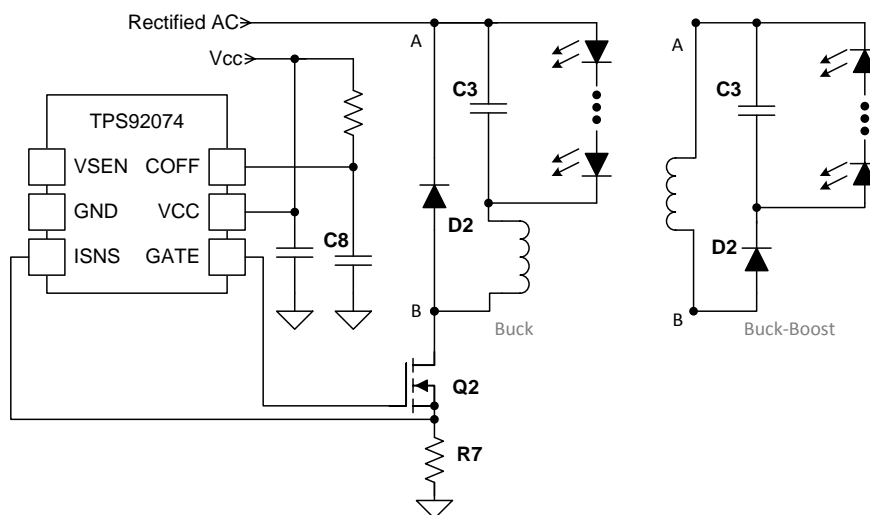 Rectified AC
Vcc
TPS92074
VSEN COFF
GND VCC
ISNS GATE
C8
A
C3
D2
B
Buck
Q2
R7
A
C3
D2
B
Buck-Boost